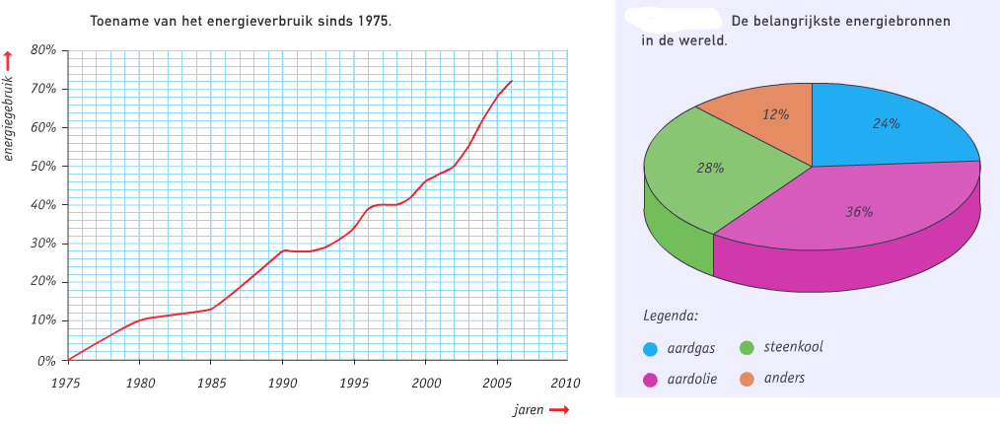 Toename van het energieverbruik sinds 1975.
energiegebruik
80%
70%
60%
50%
40%
30%
20%
10%
0%
1975 1980 1985 1990 1995 2000 2005 2010
jaren
De belangrijkste energiebronnen
in de wereld.
12%
24%
28%
36%
Legenda:
aardgas steenkool
aardolie anders